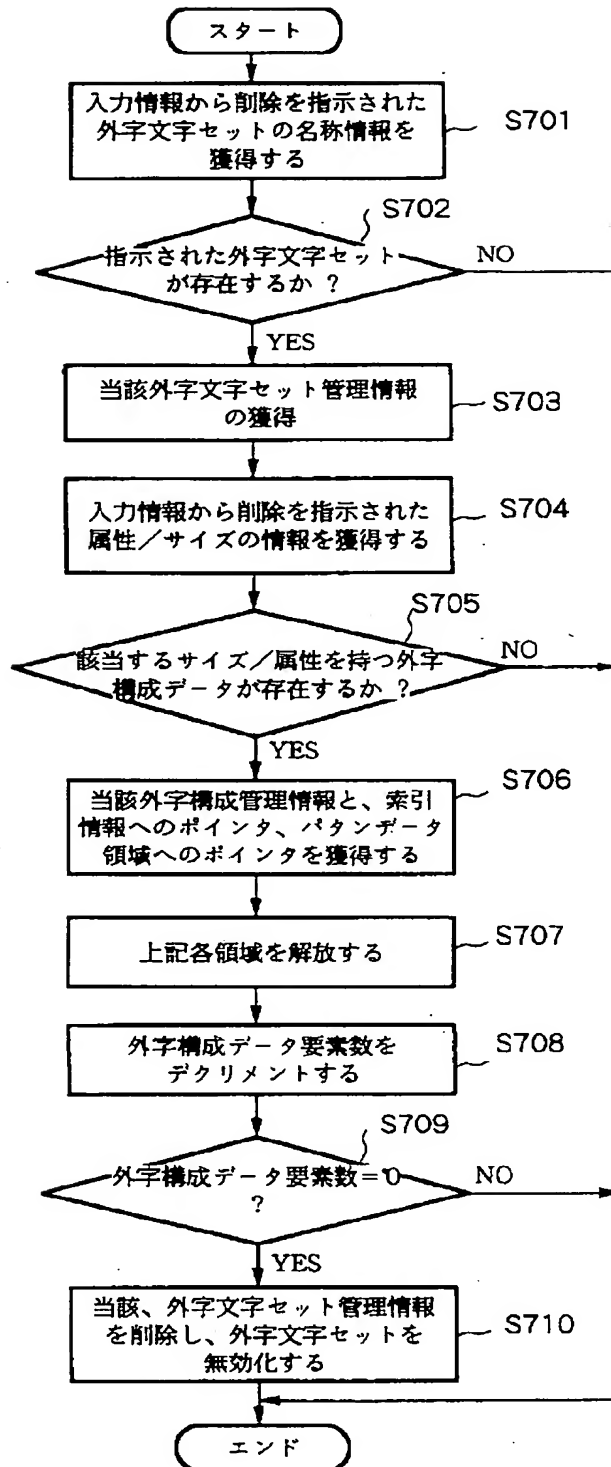 スタート
入力情報から削除を指示された
外字文字セットの名称情報を
獲得する
S701
S702
指示された外字文字セット
が存在するか ?
NO
YES
当該外字文字セット管理情報
の獲得
S703
入力情報から削除を指示された
属性/サイズの情報を獲得する
S704
S705
該当するサイズ/属性を持つ外字
構成データが存在するか ?
NO
YES
当該外字構成管理情報と、索引
情報へのポインタ、パタンデータ
領域へのポインタを獲得する
S706
上記各領域を解放する
S707
外字構成データ要素数を
デクリメントする
S708
S709
外字構成データ要素数=0
?
NO
YES
当該、外字文字セット管理情報
を削除し、外字文字セットを
無効化する
S710
エンド